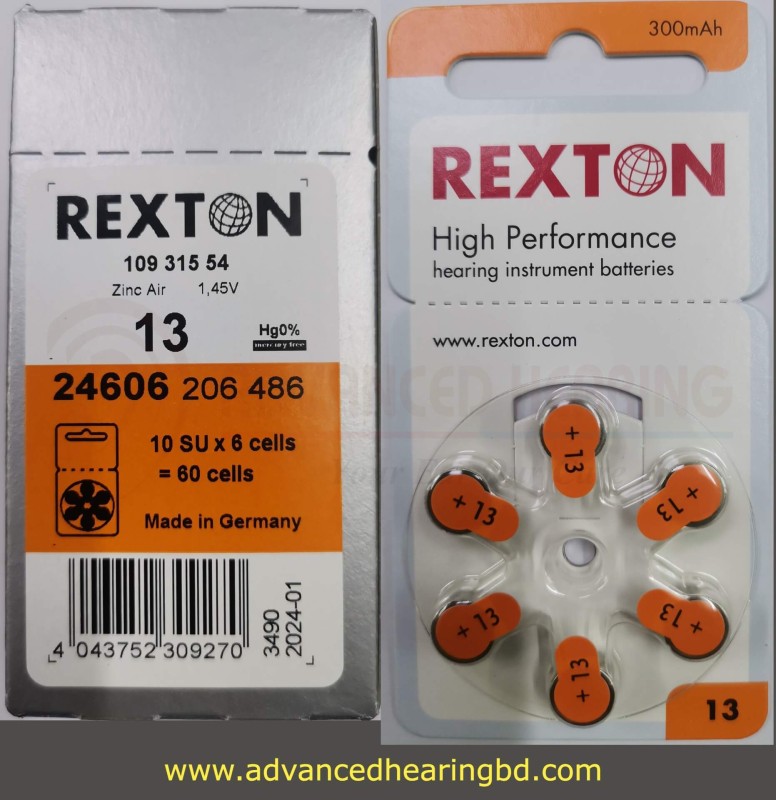 REXTON
109 315 54
Zinc Air 1,45V
13
Hg0%
mercury free
24606 206 486
10 SU x 6 cells
= 60 cells
Made in Germany
4 043752 309270
3490
2024-01
300mAh
REXTON
High Performance
hearing instrument batteries
www.rexton.com
ADVANCED HEARING
+ 13
+ 13
+ 13
+ 13
+ 13
+ 13
13
www.advancedhearingbd.com